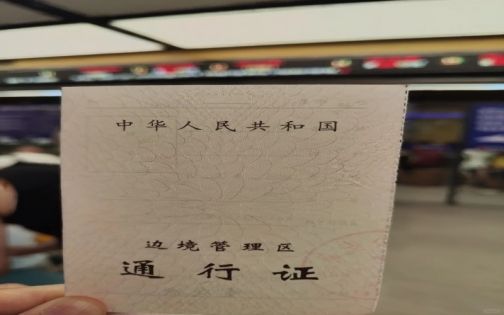 中华人民共和国
边境管理区
通行证